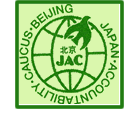 BEIJING · JAPAN · ACCOUNTABILITY · CAUCUS ·
北京
JAC